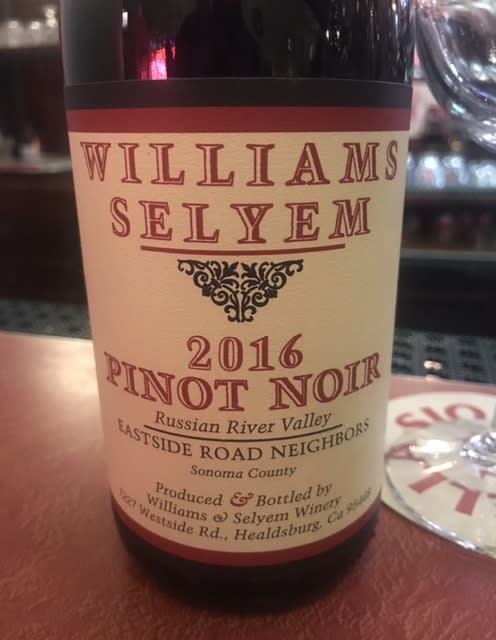 WILLIAMS
SELYEM
2016
PINOT NOIR
Russian River Valley
EASTSIDE ROAD NEIGHBORS
Sonoma County
Produced & Bottled by
Williams & Selyem Winery
7227 Westside Rd., Healdsburg, Ca 95448